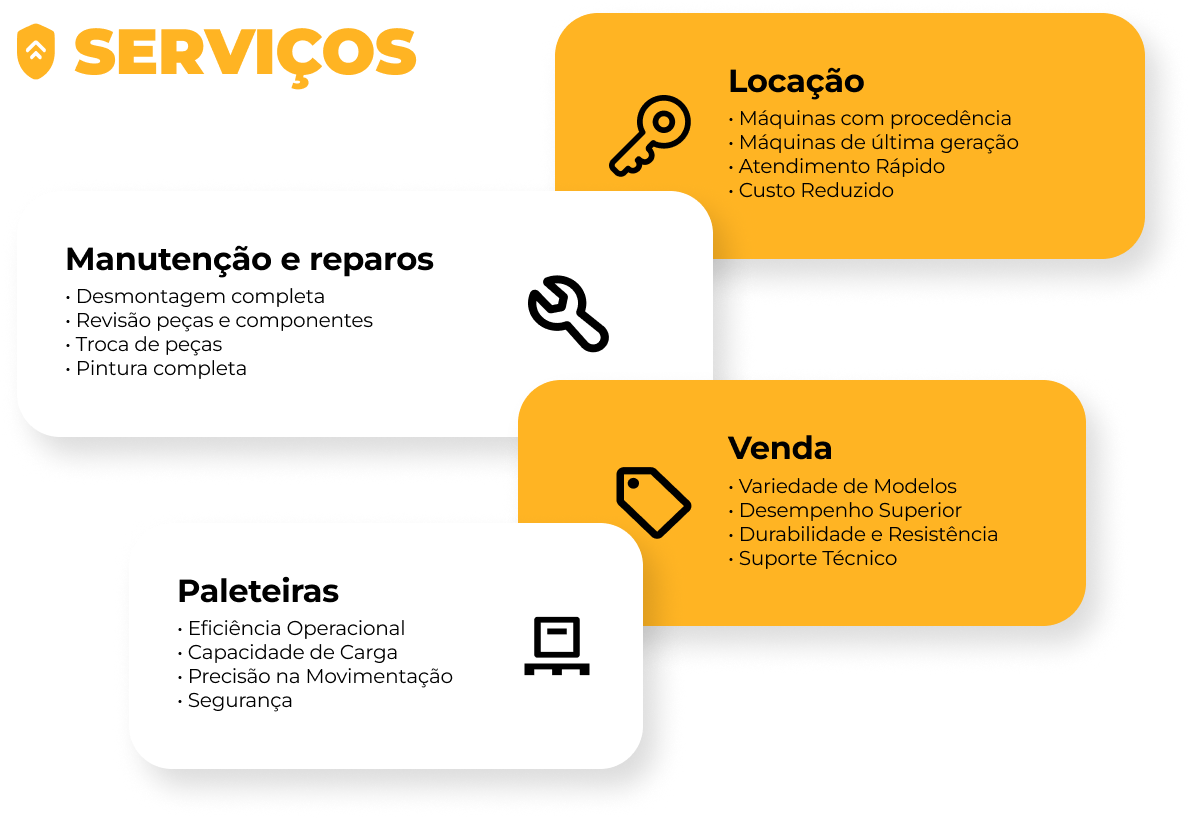 SERVIÇOS
Locação
• Máquinas com procedência
• Máquinas de última geração
• Atendimento Rápido
• Custo Reduzido
Manutenção e reparos
• Desmontagem completa
• Revisão peças e componentes
• Troca de peças
• Pintura completa
Venda
• Variedade de Modelos
• Desempenho Superior
• Durabilidade e Resistência
• Suporte Técnico
Paleteiras
• Eficiência Operacional
• Capacidade de Carga
• Precisão na Movimentação
• Segurança